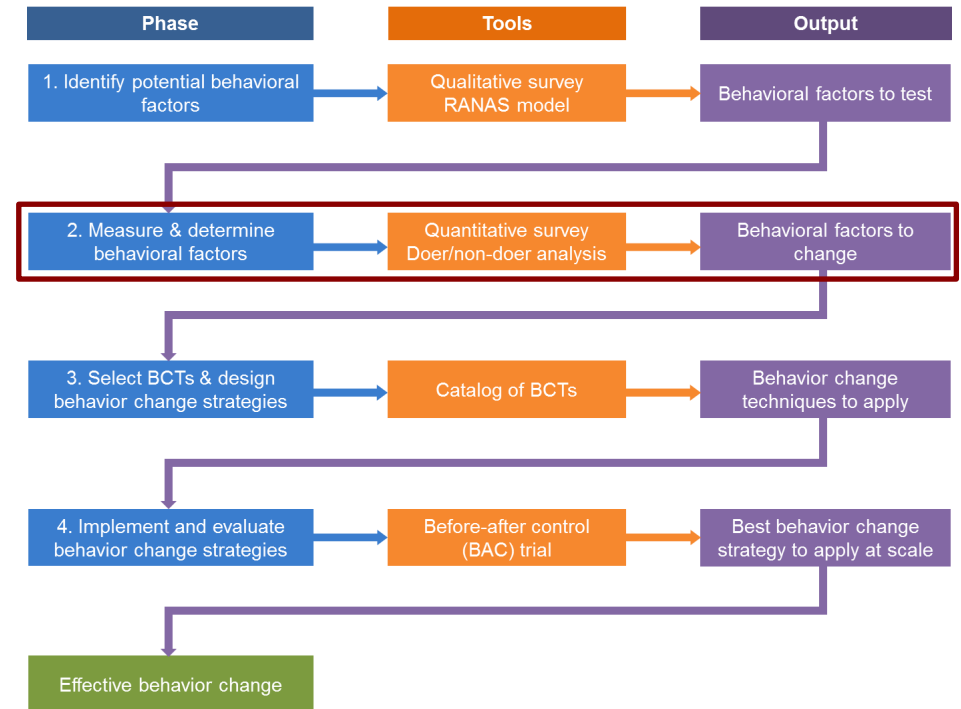 Phase
Tools
Output
1. Identify potential behavioral
factors
Qualitative survey
RANAS model
Behavioral factors to test
2. Measure & determine
behavioral factors
Quantitative survey
Doer/non-doer analysis
Behavioral factors to
change
3. Select BCTs & design
behavior change strategies
Catalog of BCTs
Behavior change
techniques to apply
4. Implement and evaluate
behavior change strategies
Before-after control
(BAC) trial
Best behavior change
strategy to apply at scale
Effective behavior change